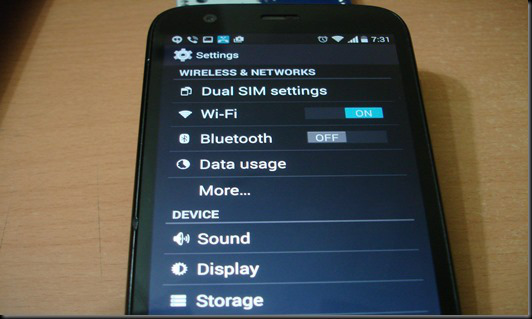 7:31
Settings
WIRELESS & NETWORKS
Dual SIM settings
Wi-Fi ON
Bluetooth OFF
Data usage
More...
DEVICE
Sound
Display
Storage